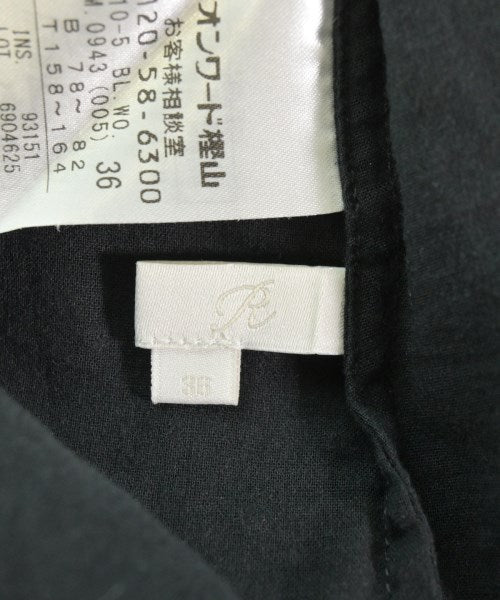 オンワード樫山
お客様相談室
120-58-6300
10-5 BL.WO. 36
M 0943 (005)
B 78~82
T 158~164
INS. 93151
LOT 6904625
R
36